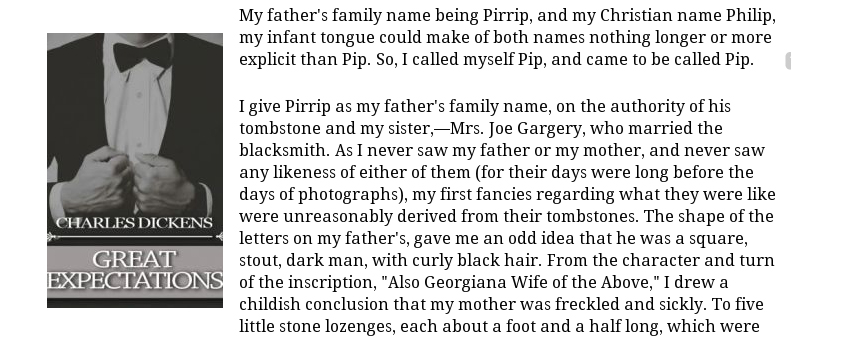 My father's family name being Pirrip, and my Christian name Philip,
my infant tongue could make of both names nothing longer or more
explicit than Pip. So, I called myself Pip, and came to be called Pip.
I give Pirrip as my father's family name, on the authority of his
tombstone and my sister,—Mrs. Joe Gargery, who married the
blacksmith. As I never saw my father or my mother, and never saw
any likeness of either of them (for their days were long before the
days of photographs), my first fancies regarding what they were like
were unreasonably derived from their tombstones. The shape of the
letters on my father's, gave me an odd idea that he was a square,
stout, dark man, with curly black hair. From the character and turn
of the inscription, "Also Georgiana Wife of the Above," I drew a
childish conclusion that my mother was freckled and sickly. To five
little stone lozenges, each about a foot and a half long, which were
CHARLES DICKENS
GREAT
EXPECTATIONS